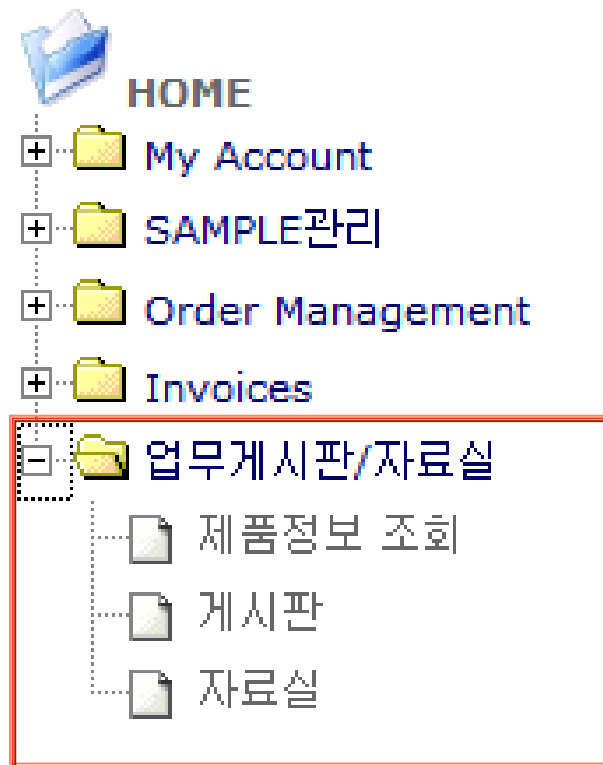 HOME
My Account
SAMPLE관리
Order Management
Invoices
업무게시판/자료실
제품정보 조회
게시판
자료실